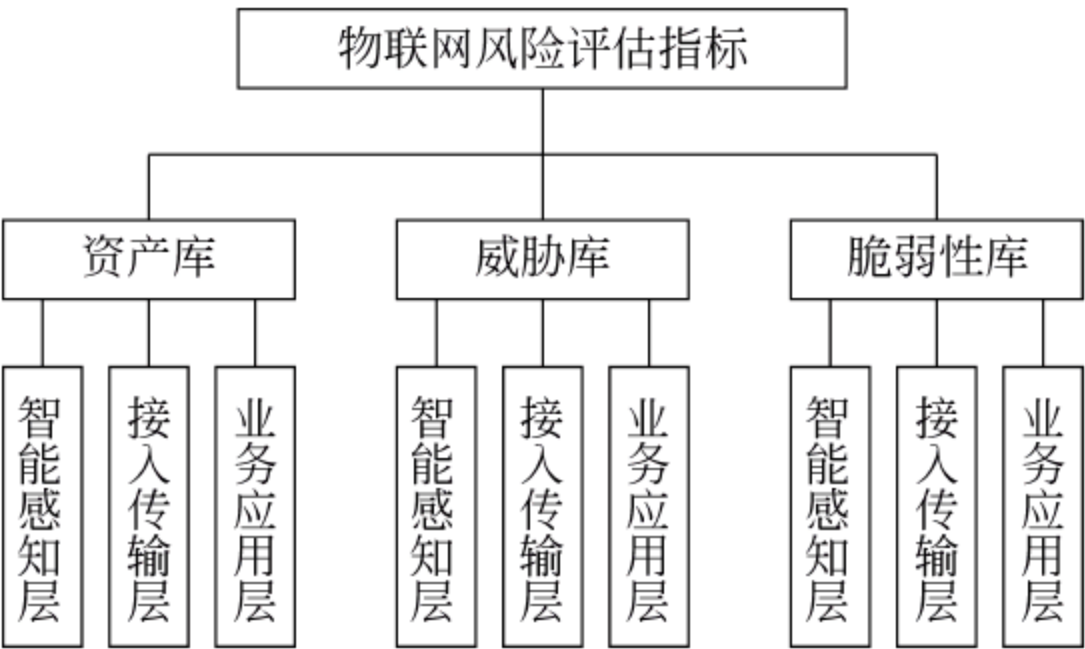 物联网风险评估指标
资产库
威胁库
脆弱性库
智能感知层
接入传输层
业务应用层
智能感知层
接入传输层
业务应用层
智能感知层
接入传输层
业务应用层